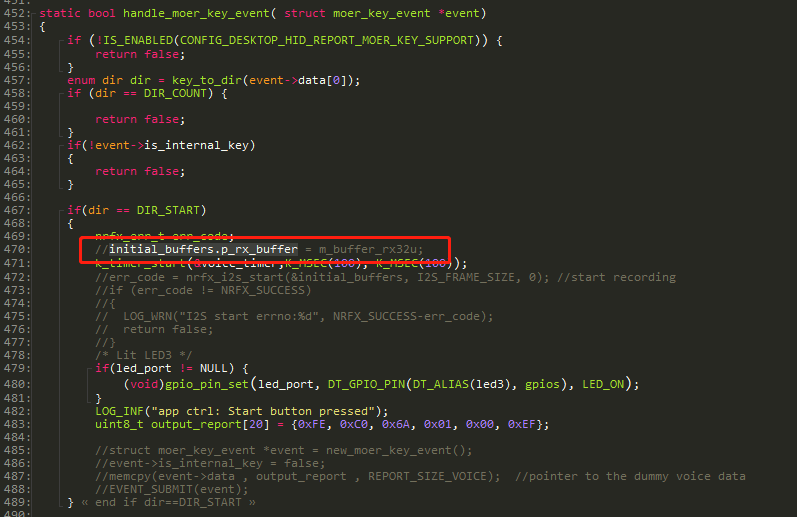 451:
452: static bool handle_moer_key_event( struct moer_key_event *event)
453: {
454: if (!IS_ENABLED(CONFIG_DESKTOP_HID_REPORT_MOER_KEY_SUPPORT)) {
455: return false;
456: }
457: enum dir dir = key_to_dir(event->data[0]);
458: if (dir == DIR_COUNT) {
459:
460: return false;
461: }
462: if(!event->is_internal_key)
463: {
464: return false;
465: }
466:
467: if(dir == DIR_START)
468: {
469: nrfx_err_t err_code;
470: //initial_buffers.p_rx_buffer = m_buffer_rx32u;
471: k_timer_start(&voice_timer,K_MSEC(100), K_MSEC(100));
472: //err_code = nrfx_i2s_start(&initial_buffers, I2S_FRAME_SIZE, 0); //start recording
473: //if (err_code != NRFX_SUCCESS)
474: //{
475: // LOG_WRN("I2S start errno:%d", NRFX_SUCCESS-err_code);
476: // return false;
477: //}
478: /* Lit LED3 */
479: if(led_port != NULL) {
480: (void)gpio_pin_set(led_port, DT_GPIO_PIN(DT_ALIAS(led3), gpios), LED_ON);
481: }
482: LOG_INF("app ctrl: Start button pressed");
483: uint8_t output_report[20] = {0xFE, 0xC0, 0x6A, 0x01, 0x00, 0xEF};
484:
485: //struct moer_key_event *event = new_moer_key_event();
486: //event->is_internal_key = false;
487: //memcpy(event->data , output_report , REPORT_SIZE_VOICE); //pointer to the dummy voice data
488: //EVENT_SUBMIT(event);
489: } « end if dir==DIR_START »
490: